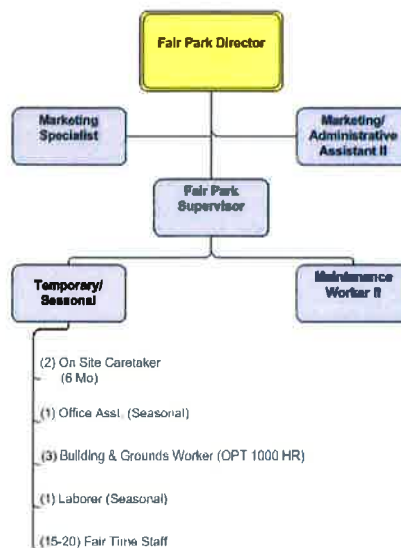 Fair Park Director
Marketing
Specialist
Marketing/
Administrative
Assistant II
Fair Park
Supervisor
Temporary/
Seasonal
Maintenance
Worker II
(2) On Site Caretaker
(6 Mo)
(1) Office Asst. (Seasonal)
(3) Building & Grounds Worker (OPT 1000 HR)
(1) Laborer (Seasonal)
(15-20) Fair Time Staff